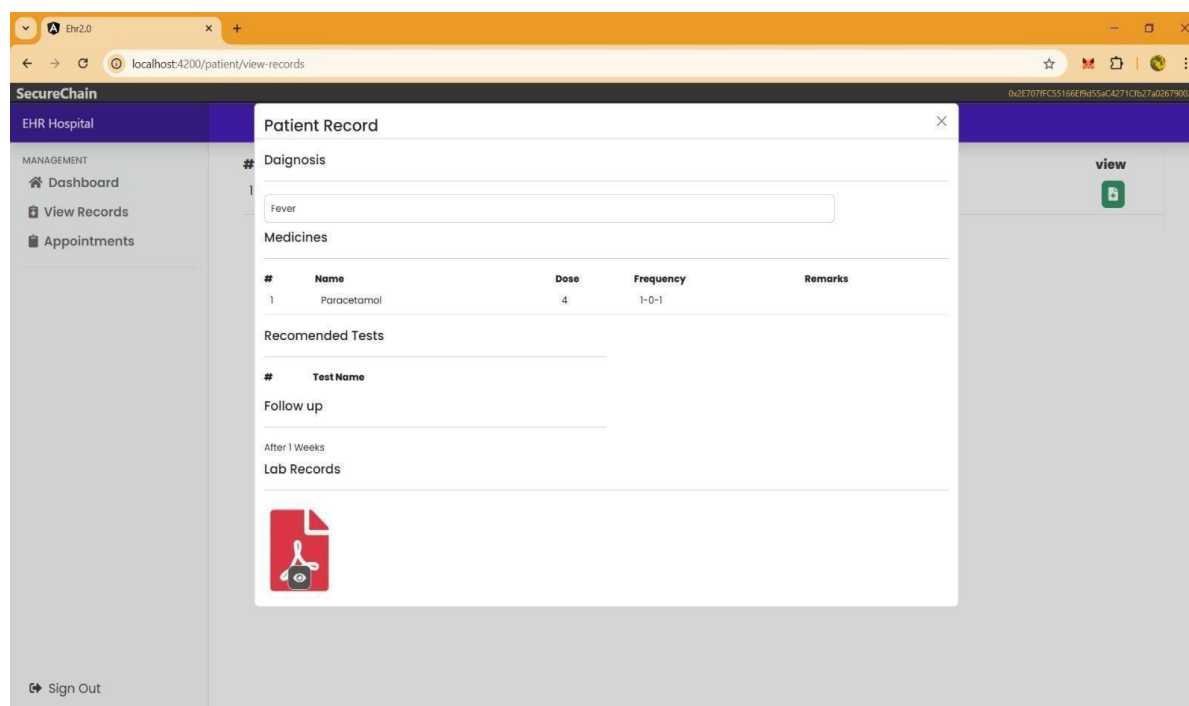 Ehr2.0
localhost:4200/patient/view-records
SecureChain
EHR Hospital
Patient Record
MANAGEMENT
# Daignosis view
Dashboard
1
Fever
View Records
Medicines
Appointments
# Name Dose Frequency Remarks
1 Paracetamol 4 1-0-1
Recomended Tests
# Test Name
Follow up
After 1 Weeks
Lab Records
Sign Out